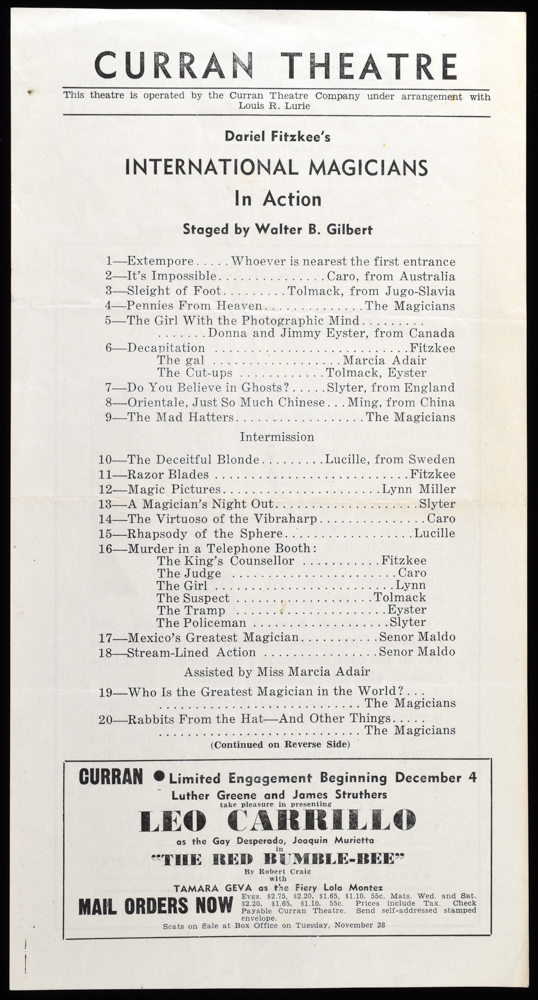 CURRAN THEATRE
This theatre is operated by the Curran Theatre Company under arrangement with
Louis R. Lurie
Dariel Fitzkee's
INTERNATIONAL MAGICIANS
In Action
Staged by Walter B. Gilbert
1—Extempore.....Whoever is nearest the first entrance
2—It's Impossible...............Caro, from Australia
3—Sleight of Foot.........Tolmack, from Jugo-Slavia
4—Pennies From Heaven..............The Magicians
5—The Girl With the Photographic Mind.........
.......Donna and Jimmy Eyster, from Canada
6—Decapitation ...........................Fitzkee
The gal .................Marcia Adair
The Cut-ups ............Tolmack, Eyster
7—Do You Believe in Ghosts?.....Slyter, from England
8—Orientale, Just So Much Chinese...Ming, from China
9—The Mad Hatters..................The Magicians
Intermission
10—The Deceitful Blonde.........Lucille, from Sweden
11—Razor Blades ...........................Fitzkee
12—Magic Pictures.......................Lynn Miller
13—A Magician's Night Out....................Slyter
14—The Virtuoso of the Vibraharp...............Caro
15—Rhapsody of the Sphere..................Lucille
16—Murder in a Telephone Booth:
The King's Counsellor ...........Fitzkee
The Judge .......................Caro
The Girl ........................Lynn
The Suspect ...................Tolmack
The Tramp .....................Eyster
The Policeman ...................Slyter
17—Mexico's Greatest Magician...........Senor Maldo
18—Stream-Lined Action ................Senor Maldo
Assisted by Miss Marcia Adair
19—Who Is the Greatest Magician in the World?...
............................The Magicians
20—Rabbits From the Hat—And Other Things.....
............................The Magicians
(Continued on Reverse Side)
CURRAN ● Limited Engagement Beginning December 4
Luther Greene and James Struthers
take pleasure in presenting
LEO CARRILLO
as the Gay Desperado, Joaquin Murietta
in
"THE RED BUMBLE-BEE"
By Robert Craig
with
TAMARA GEVA as the Fiery Lola Montez
MAIL ORDERS NOW
Evgs. $2.75, $2.20, $1.65, $1.10, 55c. Mats. Wed. and Sat.
$2.20, $1.65, $1.10, 55c. Prices include Tax. Check
Payable Curran Theatre. Send self-addressed stamped
envelope.
Seats on Sale at Box Office on Tuesday, November 28